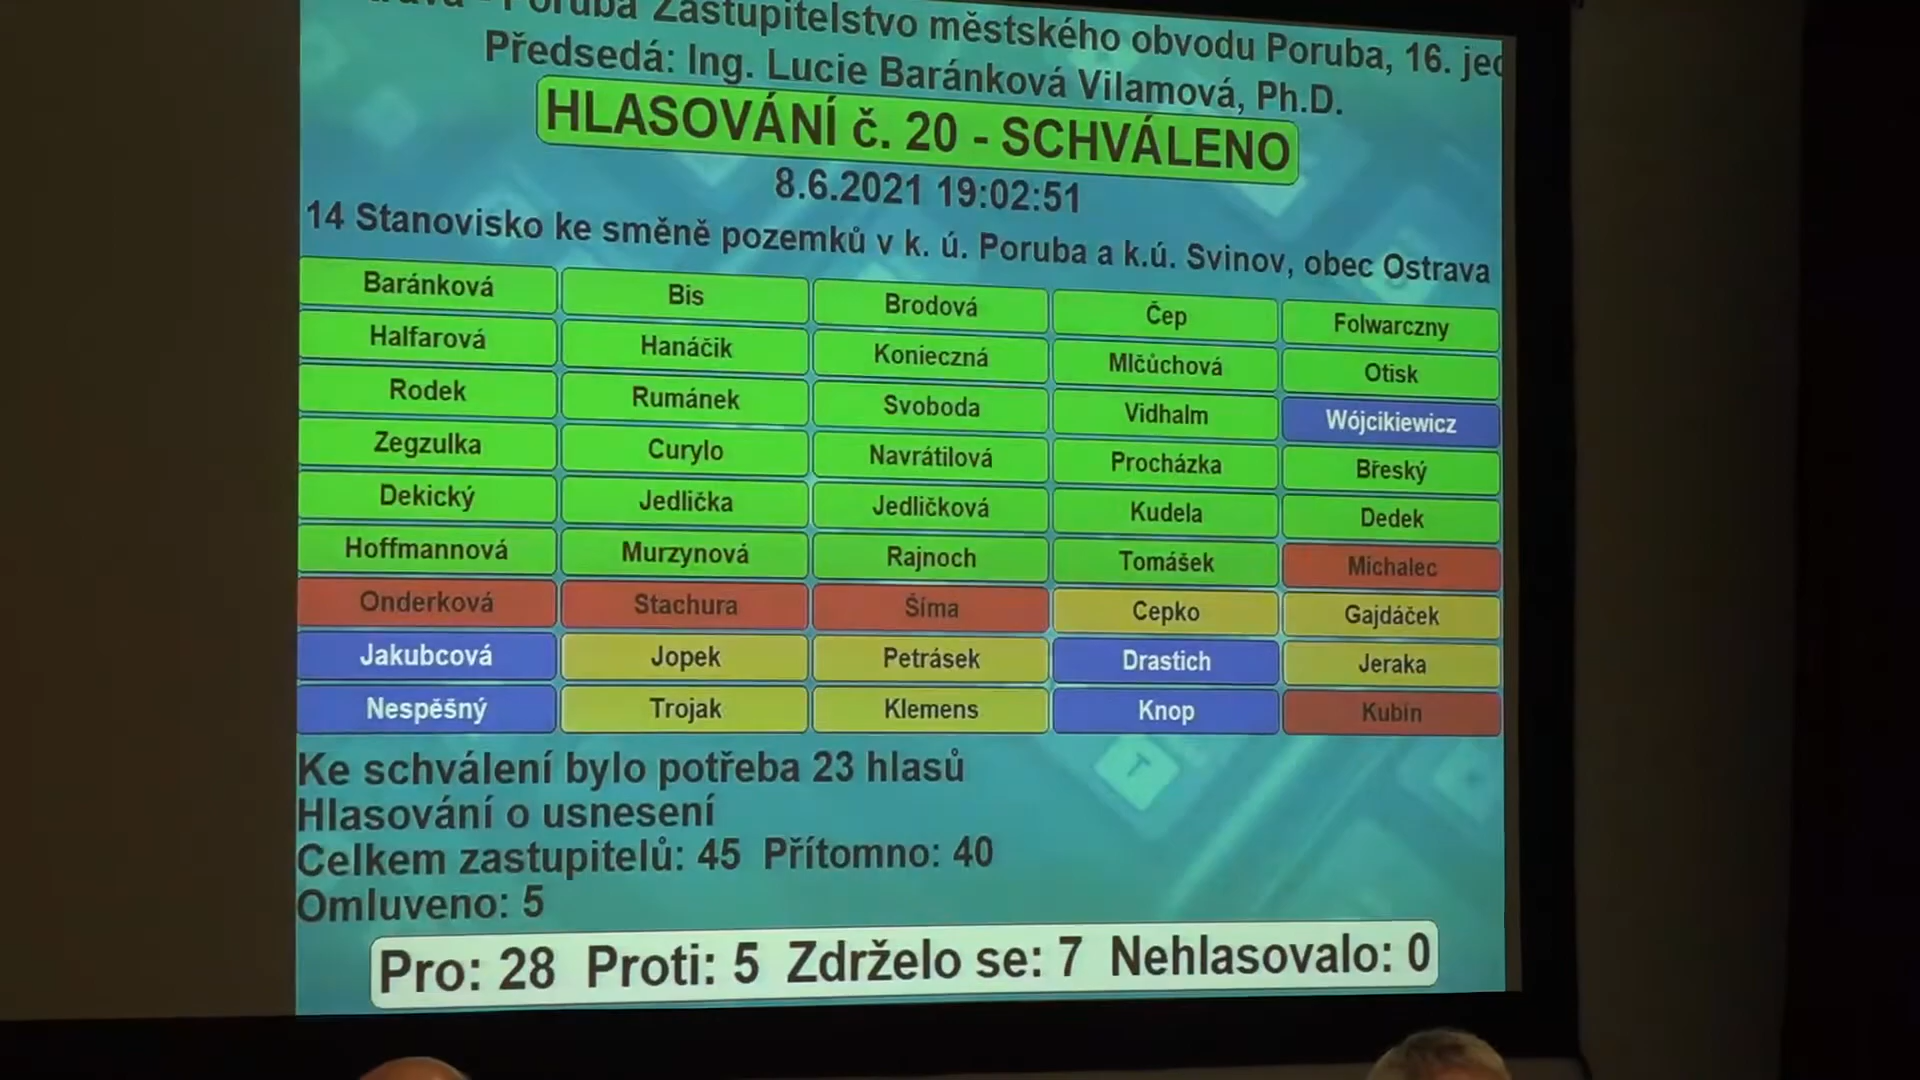 Poruba Zastupitelstvo městského obvodu Poruba, 16.
Předsedá: Ing. Lucie Baránková Vilamová, Ph.D.
HLASOVÁNÍ č. 20 - SCHVÁLENO
8.6.2021 19:02:51
14 Stanovisko ke směně pozemků v k. ú. Poruba a k.ú. Svinov, obec Ostrava
Baránková Bis Brodová Čep Folwarczny
Halfarová Hanáčik Konieczná Mlčůchová Otisk
Rodek Rumánek Svoboda Vidhalm Wójcikiewicz
Zegzulka Curylo Navrátilová Procházka Břeský
Dekický Jedlička Jedličková Kudela Dedek
Hoffmannová Murzynová Rajnoch Tomášek Michalec
Onderková Stachura Šíma Cepko Gajdáček
Jakubcová Jopek Petrásek Drastich Jeraka
Nespěšný Trojak Klemens Knop Kubín
Ke schválení bylo potřeba 23 hlasů
Hlasování o usnesení
Celkem zastupitelů: 45 Přítomno: 40
Omluveno: 5
Pro: 28 Proti: 5 Zdrželo se: 7 Nehlasovalo: 0